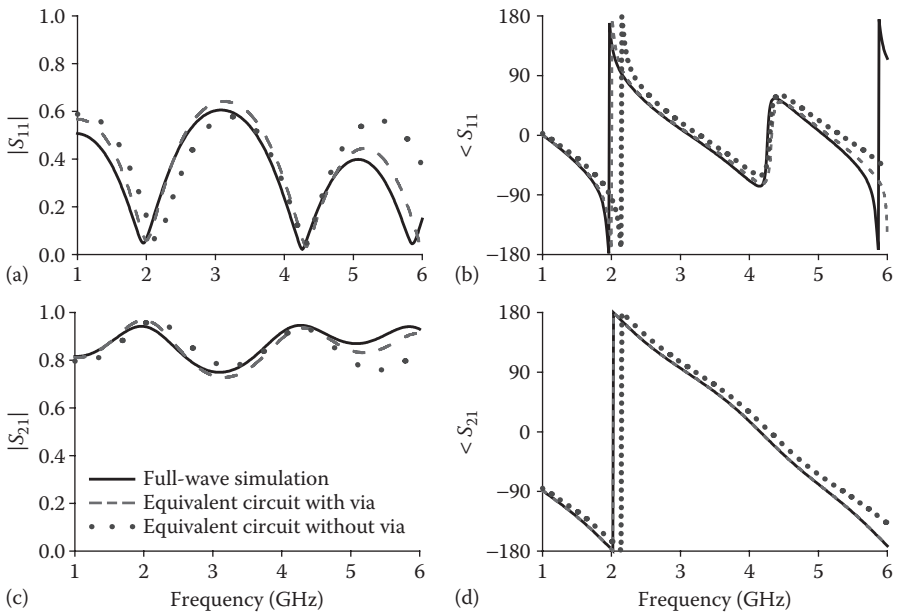 1.0
0.8
0.6
0.4
0.2
0.0
|S11|
1 2 3 4 5 6
(a)
180
90
0
−90
−180
< S11
1 2 3 4 5 6
(b)
1.0
0.8
0.6
0.4
0.2
0.0
|S21|
Full-wave simulation
Equivalent circuit with via
Equivalent circuit without via
1 2 3 4 5 6
Frequency (GHz)
(c)
180
90
0
−90
−180
< S21
1 2 3 4 5 6
Frequency (GHz)
(d)